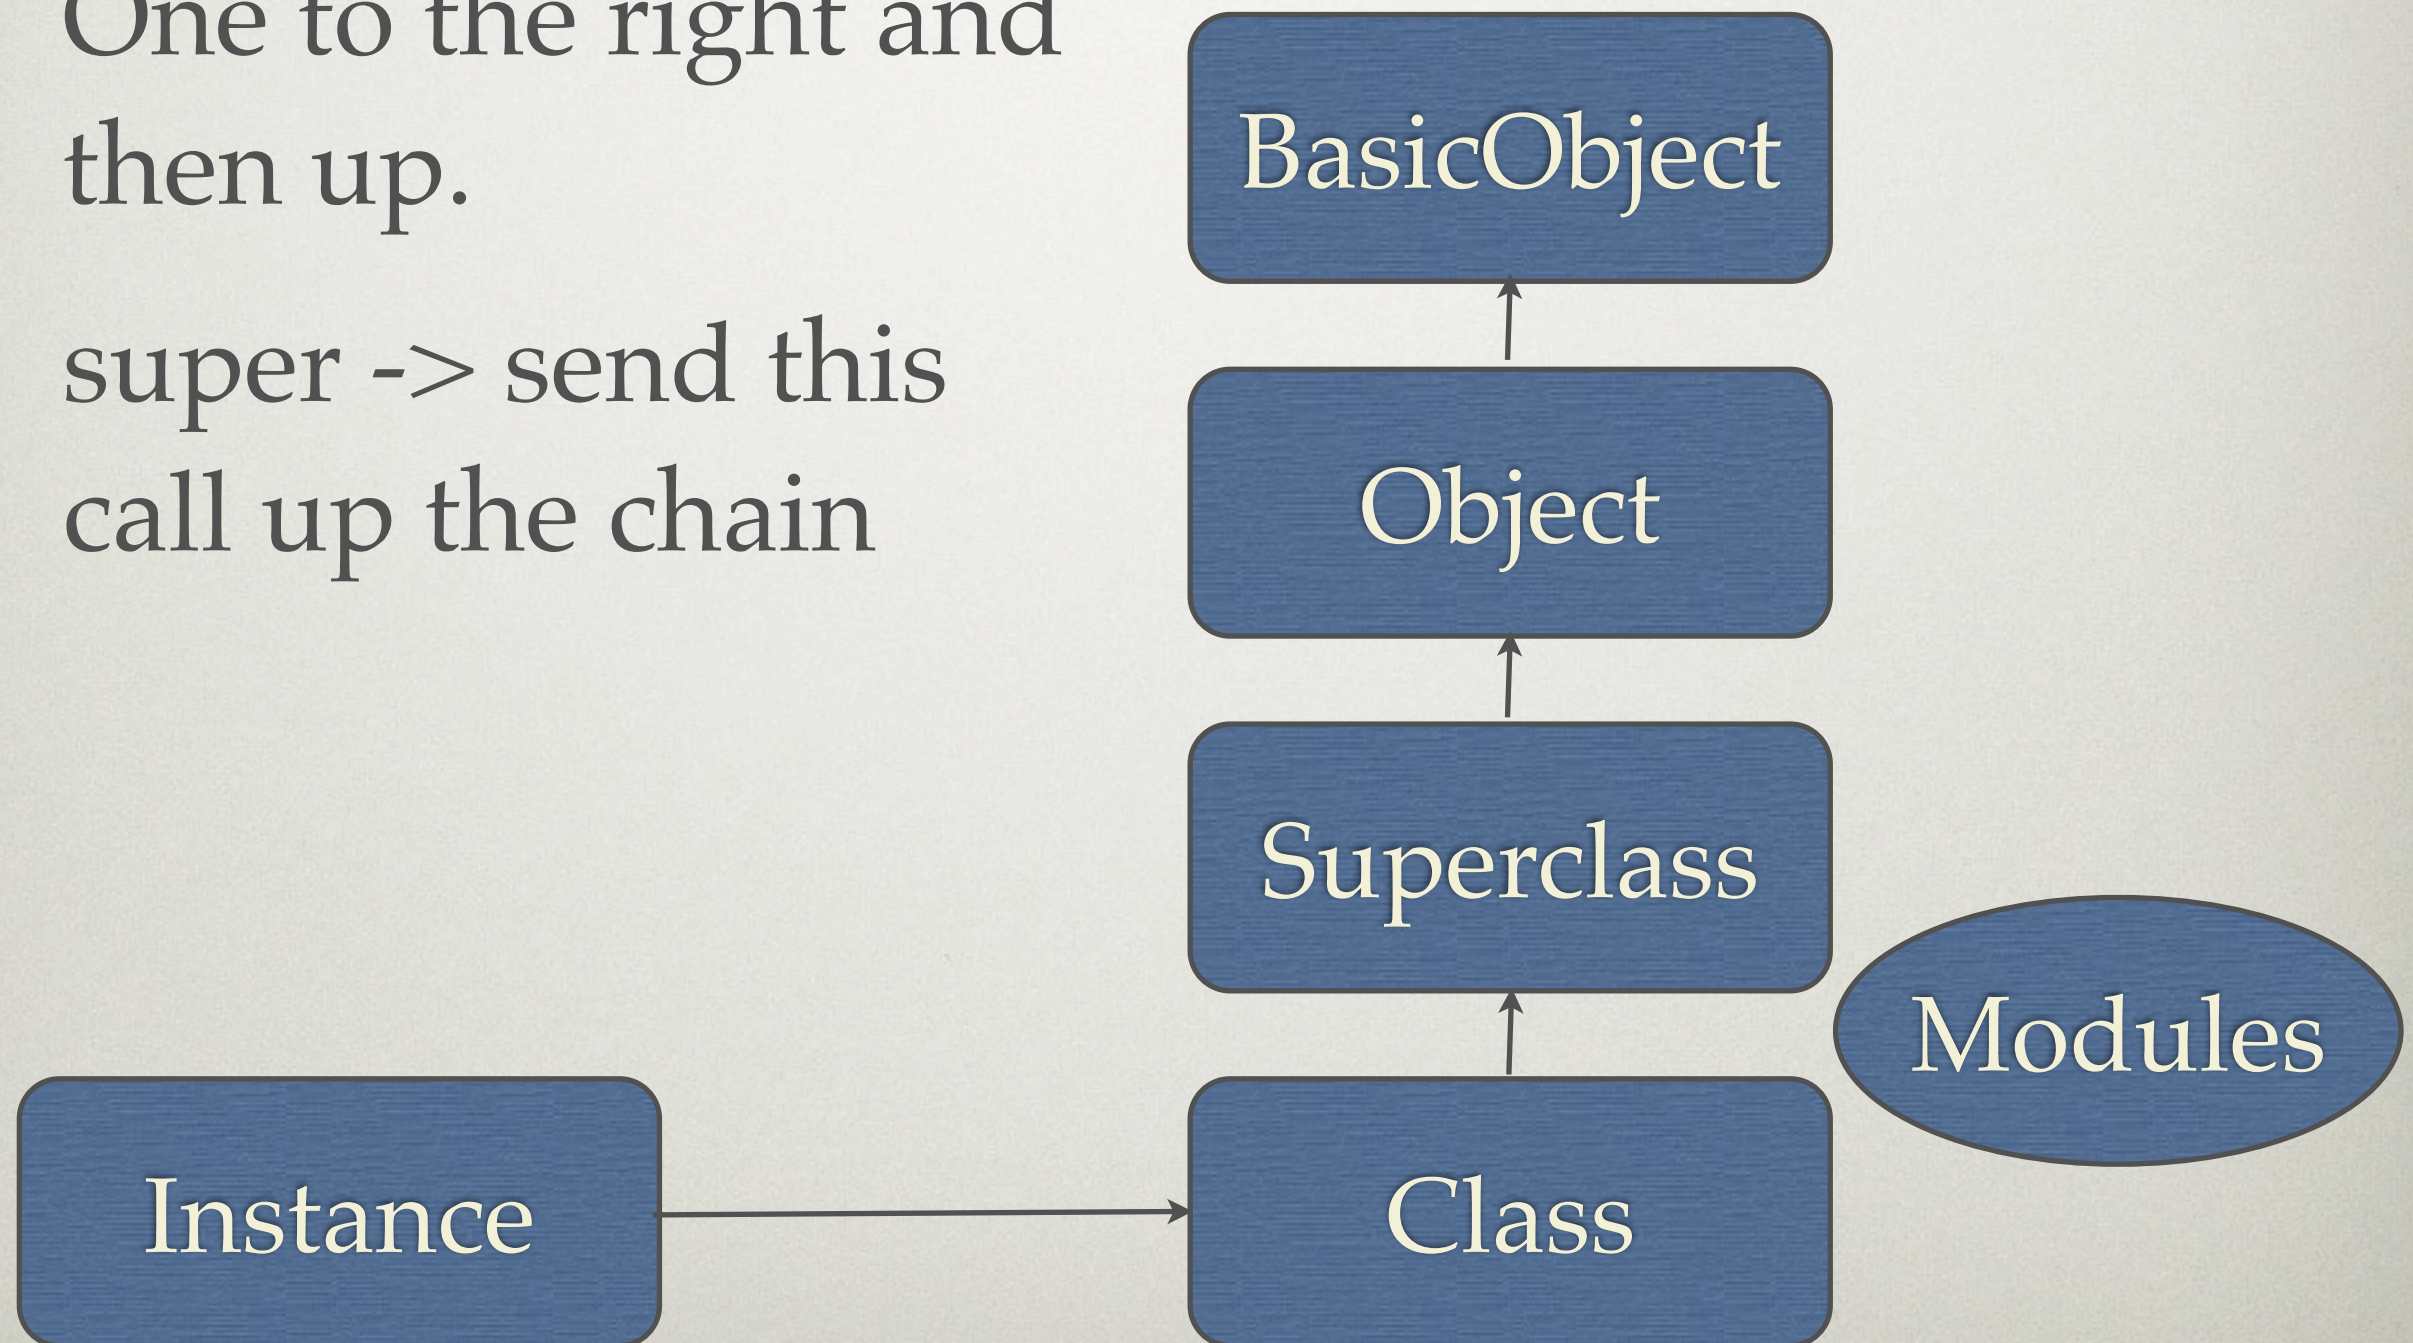 One to the right and
then up.
super -> send this
call up the chain
BasicObject
Object
Superclass
Modules
Instance
Class